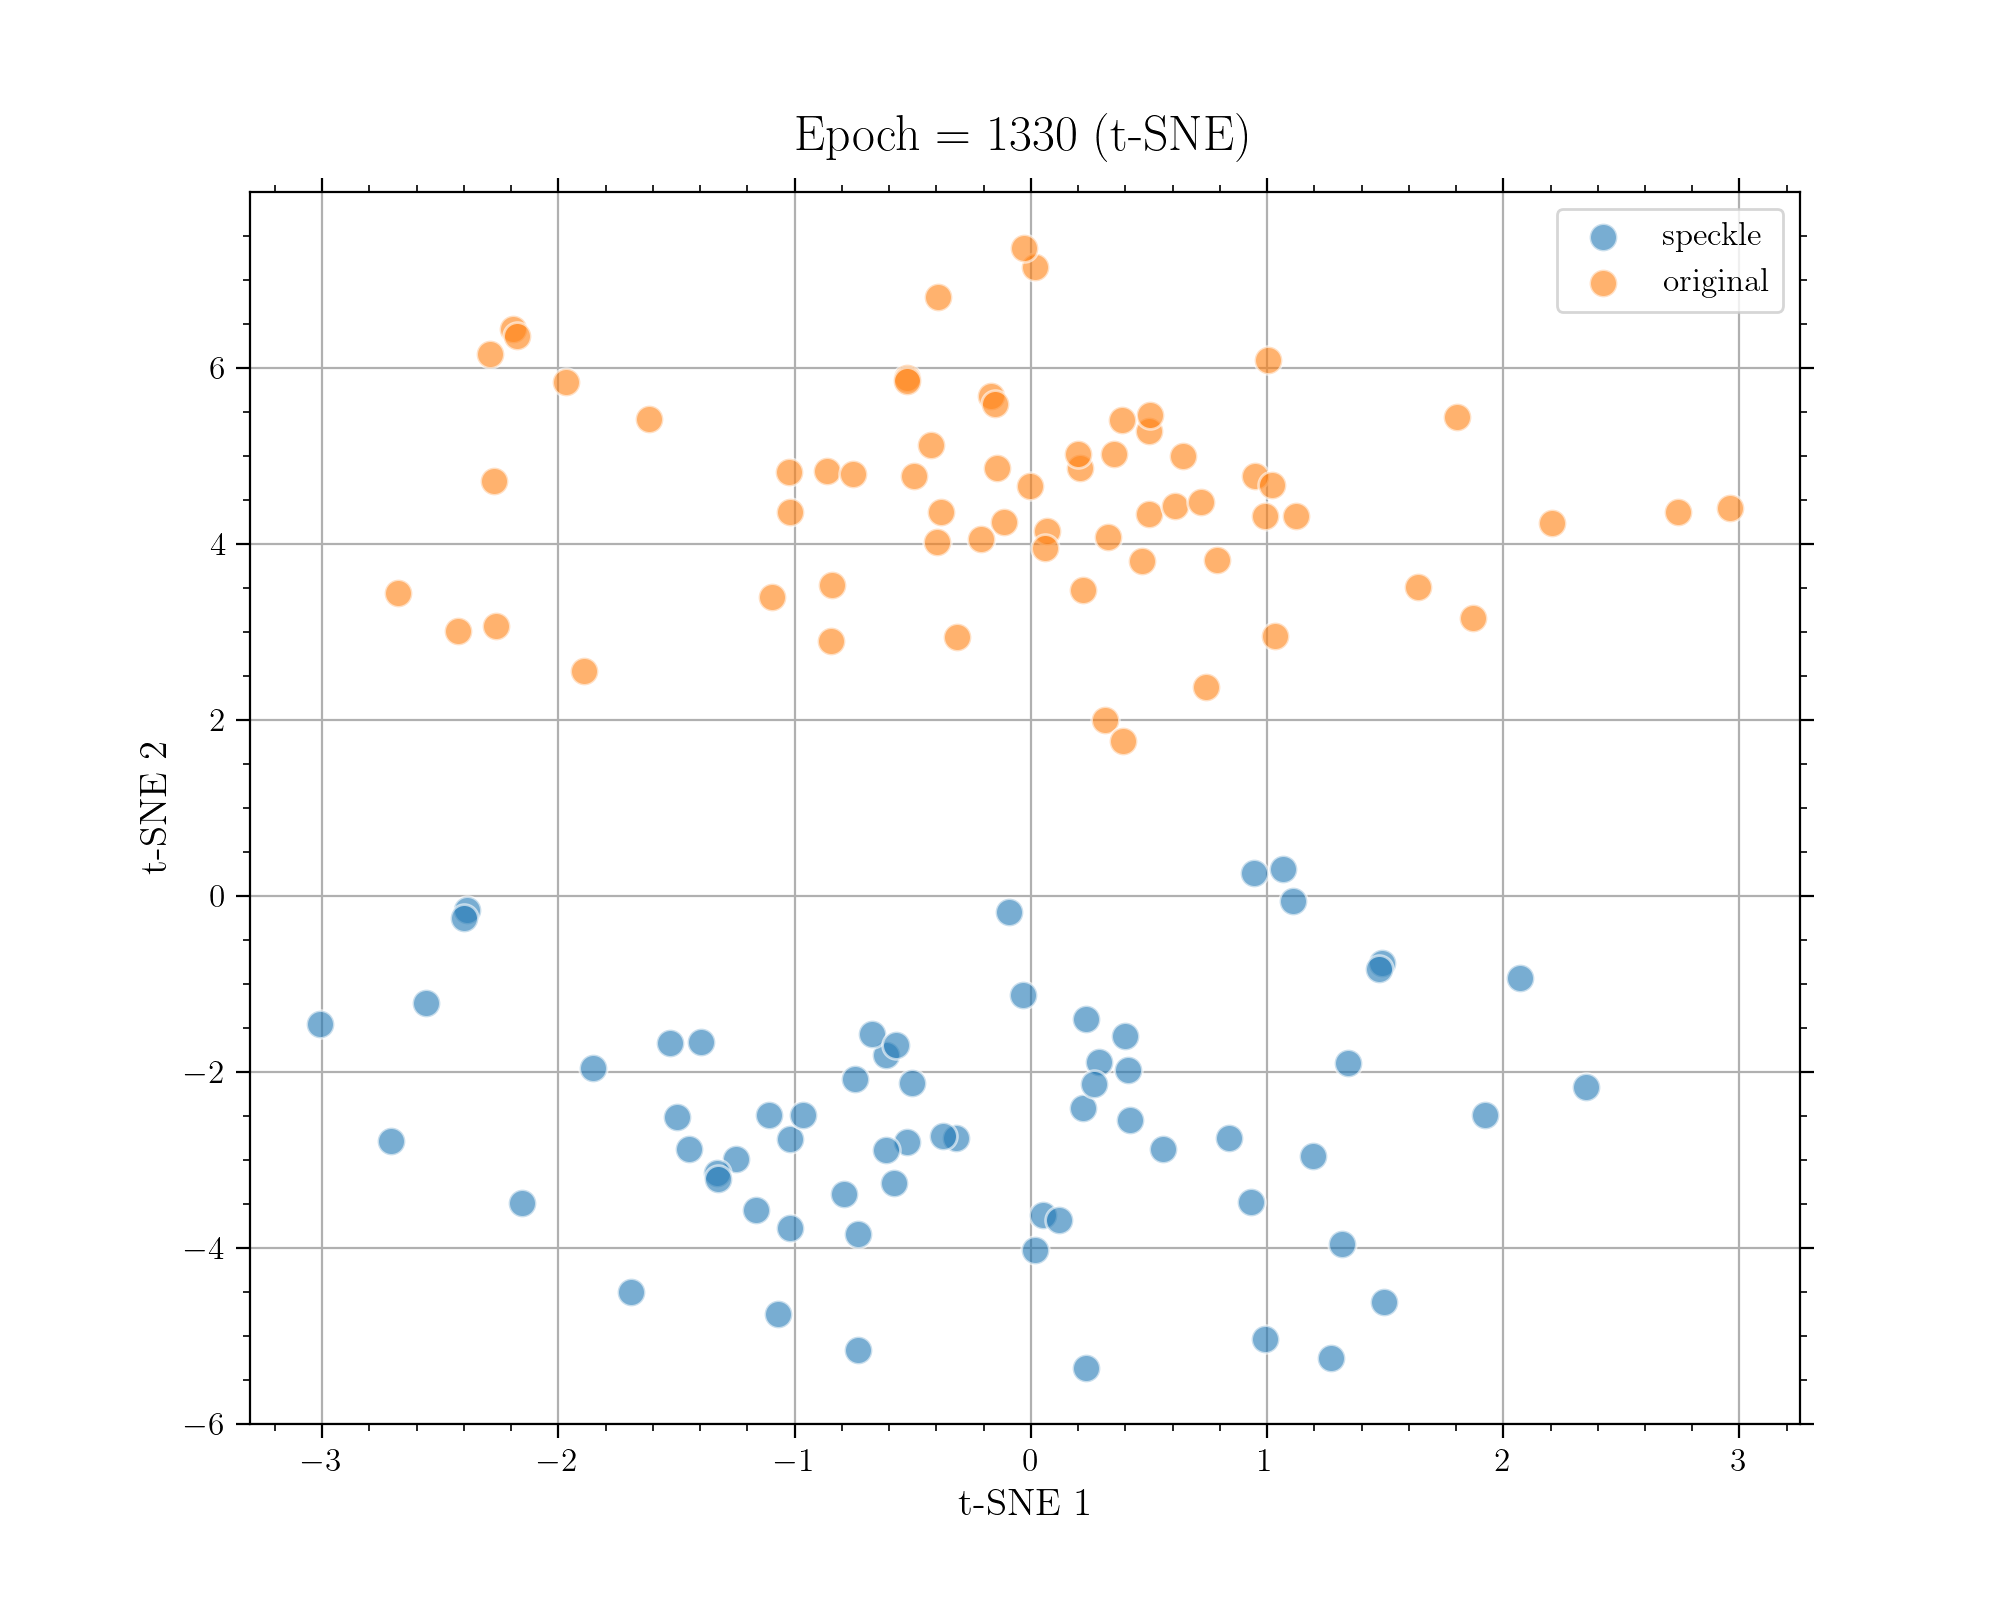 Epoch = 1330 (t-SNE)
speckle
original
6
4
2
0
−2
−4
−6
t-SNE 2
−3 −2 −1 0 1 2 3
t-SNE 1